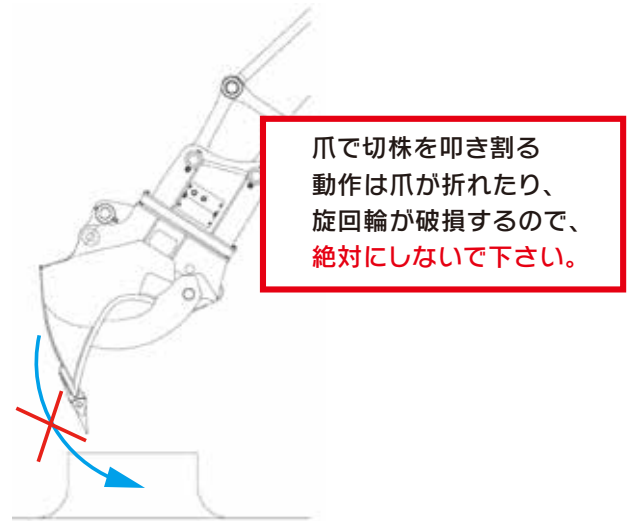 爪で切株を叩き割る
動作は爪が折れたり、
旋回輪が破損するので、
絶対にしないで下さい。